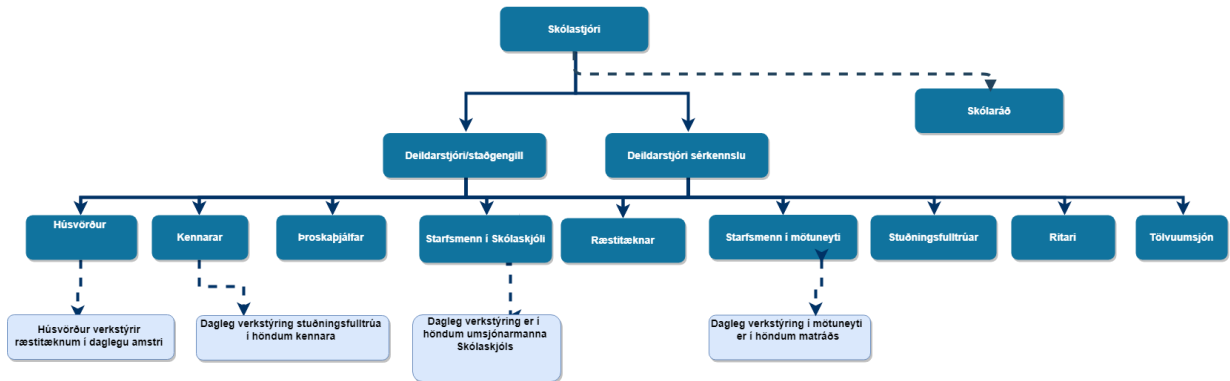 Skólastjóri
Skólaráð
Deildarstjóri/staðgengill
Deildarstjóri sérkennslu
Húsvörður
Kennarar
Þroskaþjálfar
Starfsmenn í Skólaskjóli
Ræstitæknar
Starfsmenn í mötuneyti
Stuðningsfulltrúar
Ritari
Tölvuumsjón
Húsvörður verkstýrir
ræstitæknum í daglegu amstri
Dagleg verkstýring stuðningsfulltrúa
í höndum kennara
Dagleg verkstýring er í
höndum umsjónarmanna
Skólaskjóls
Dagleg verkstýring í mötuneyti
er í höndum matráðs